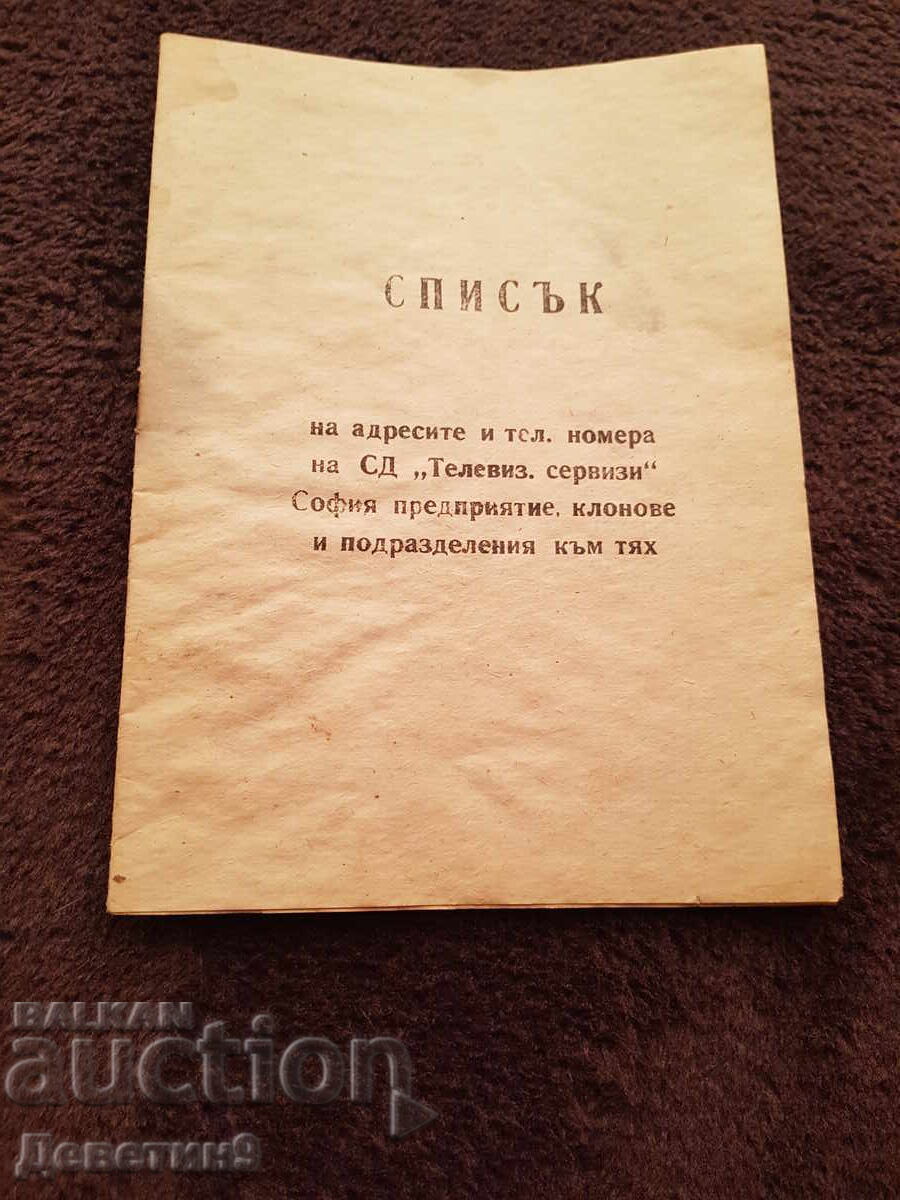 СПИСЪК
на адресите и тел. номера
на СД „Телевиз. сервизи“
София предприятие, клонове
и подразделения към тях
BALKAN
auction
Деветин9